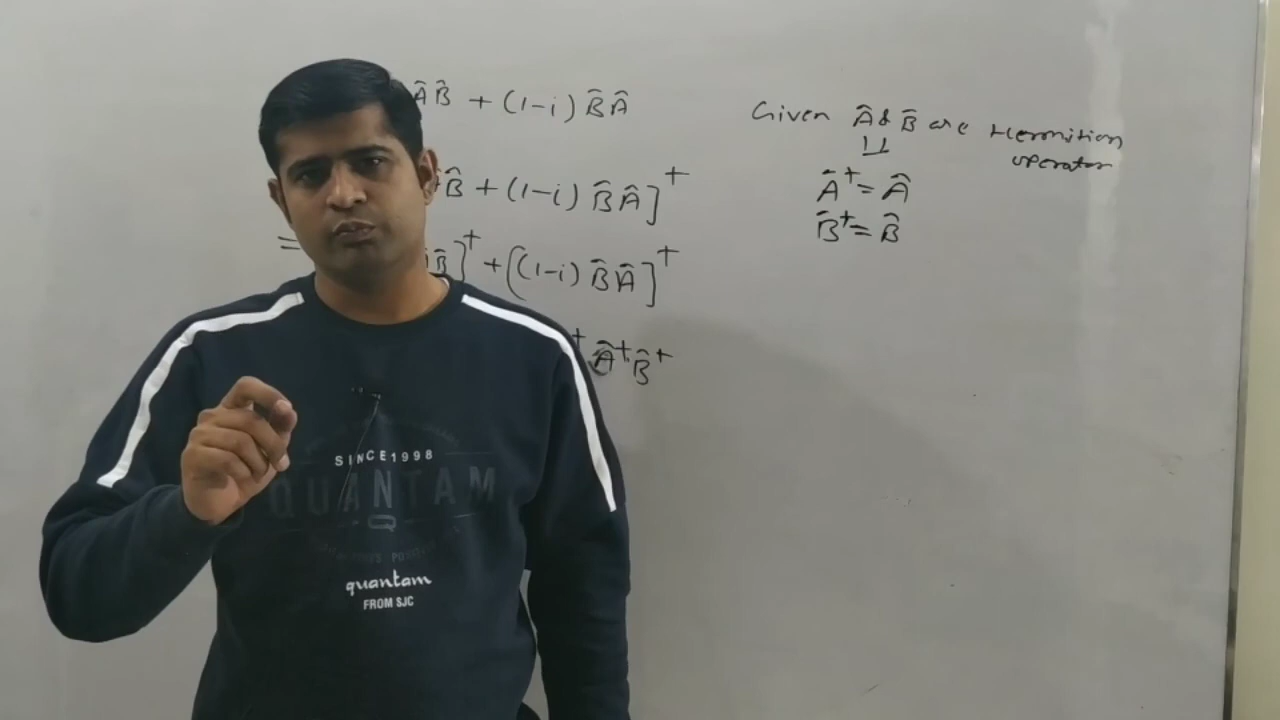 ÂB̂ + (1-i) B̂Â
Given Â & B̂ are Hermition
operator
B̂ + (1-i) B̂Â]⁺
Â⁺ = Â
B̂⁺ = B̂
=
B̂]⁺ + [(1-i) B̂Â]⁺
⁺ Â⁺ B̂⁺
SINCE 1998
QUANTAM
quantam
FROM SJC